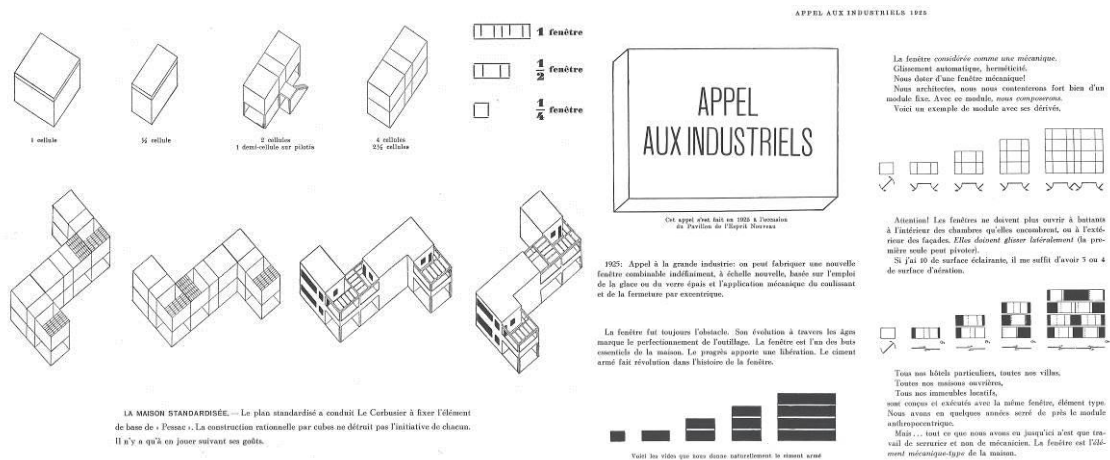 1 cellule
½ cellule
2 cellules
1 demi-cellule sur pilotis
4 cellules
2½ cellules
1 fenêtre
1/2 fenêtre
1/4 fenêtre
LA MAISON STANDARDISÉE. — Le plan standardisé a conduit Le Corbusier à fixer l'élément
de base de « Pessac ». La construction rationnelle par cubes ne détruit pas l'initiative de chacun.
Il n'y a qu'à en jouer suivant ses goûts.
APPEL AUX INDUSTRIELS 1925
APPEL
AUX INDUSTRIELS
Cet appel s'est fait en 1925 à l'occasion
du Pavillon de l'Esprit Nouveau
1925: Appel à la grande industrie: on peut fabriquer une nouvelle
fenêtre combinable indéfiniment, à échelle nouvelle, basée sur l'emploi
de la glace ou du verre épais et l'application mécanique du coulissant
et de la fermeture par excentrique.
La fenêtre fut toujours l'obstacle. Son évolution à travers les âges
marque le perfectionnement de l'outillage. La fenêtre est l'un des buts
essentiels de la maison. Le progrès apporte une libération. Le ciment
armé fait révolution dans l'histoire de la fenêtre.
Voici les vides que nous donne naturellement le ciment armé
La fenêtre considérée comme une mécanique.
Glissement automatique, herméticité.
Nous doter d'une fenêtre mécanique!
Nous architectes, nous nous contenterons fort bien d'un
module fixe. Avec ce module, nous composerons.
Voici un exemple de module avec ses dérivés.
Attention! Les fenêtres ne doivent plus ouvrir à battants
à l'intérieur des chambres qu'elles encombrent, ou à l'exté-
rieur des façades. Elles doivent glisser latéralement (la pre-
mière seule peut pivoter).
Si j'ai 10 de surface éclairante, il me suffit d'avoir 3 ou 4
de surface d'aération.
Tous nos hôtels particuliers, toutes nos villas,
Toutes nos maisons ouvrières,
Tous nos immeubles locatifs,
sont conçus et exécutés avec la même fenêtre, élément type.
Nous avons en quelques années serré de près le module
anthropocentrique.
Mais... tout ce que nous avons eu jusqu'ici n'est que tra-
vail de serrurier et non de mécanicien. La fenêtre est l'élé-
ment mécanique-type de la maison.